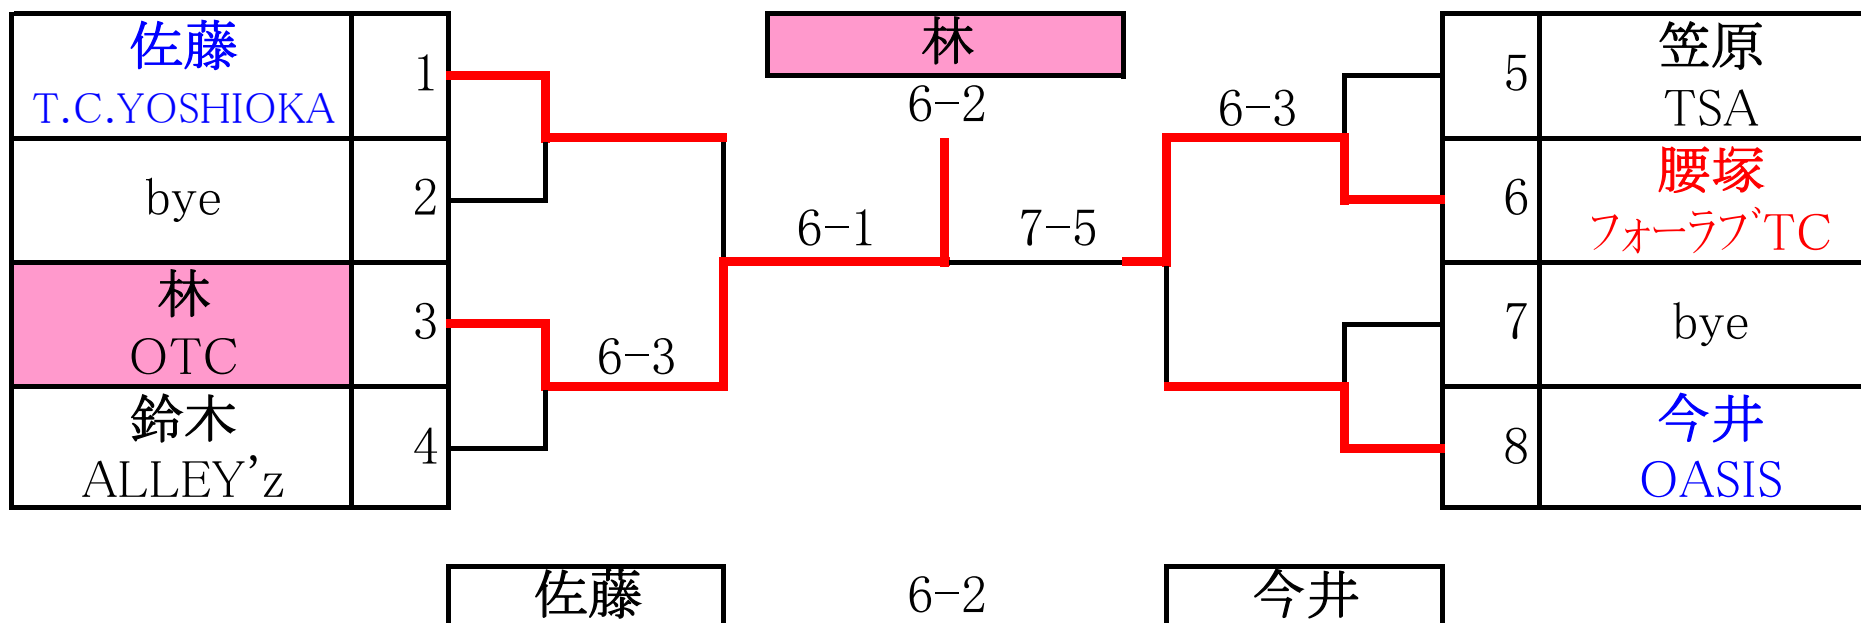 佐藤
T.C.YOSHIOKA
1
bye
2
林
OTC
3
鈴木
ALLEY'z
4
6-3
6-1
林
6-2
7-5
6-3
5
笠原
TSA
6
腰塚
フォーラブTC
7
bye
8
今井
OASIS
佐藤
6-2
今井